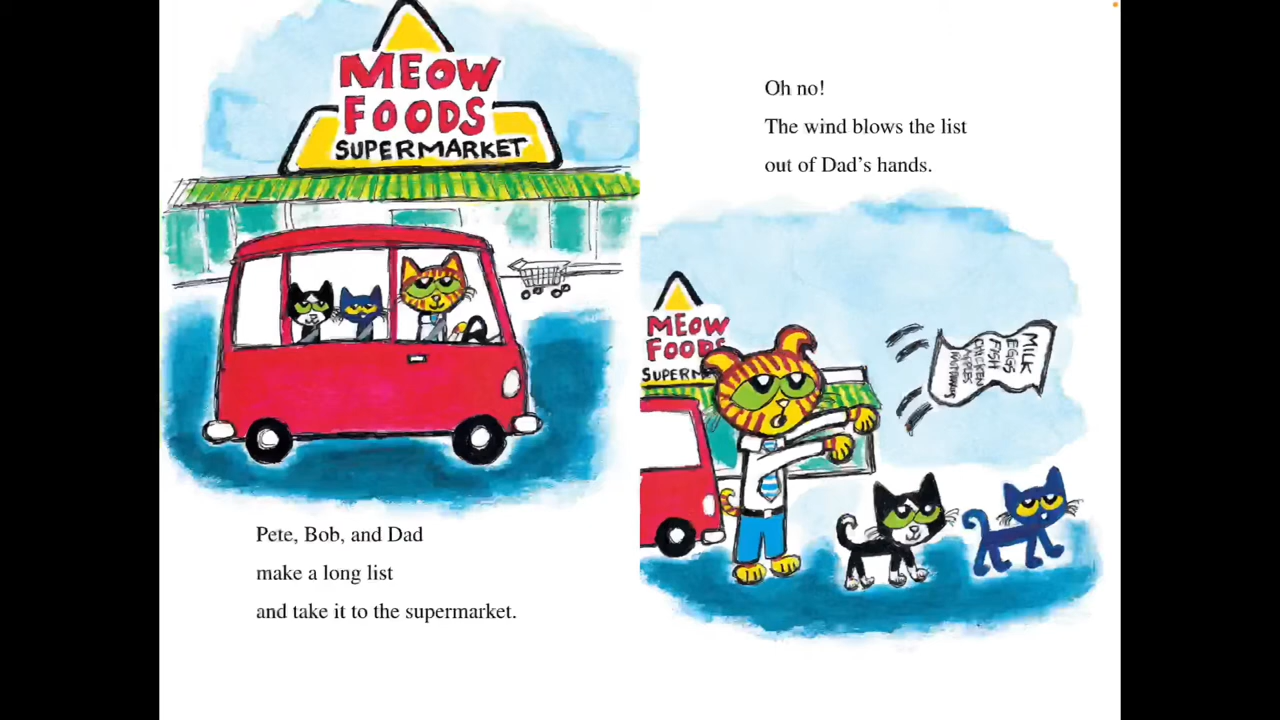 MEOW
FOODS
SUPERMARKET
Pete, Bob, and Dad
make a long list
and take it to the supermarket.
Oh no!
The wind blows the list
out of Dad's hands.
MEOW
FOODS
SUPERM
MILK
EGGS
FISH
CHICKEN
APPLES